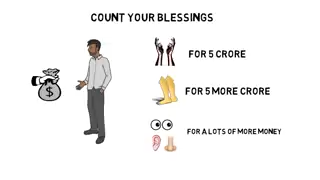 COUNT YOUR BLESSINGS
$
FOR 5 CRORE
FOR 5 MORE CRORE
FOR A LOTS OF MORE MONEY